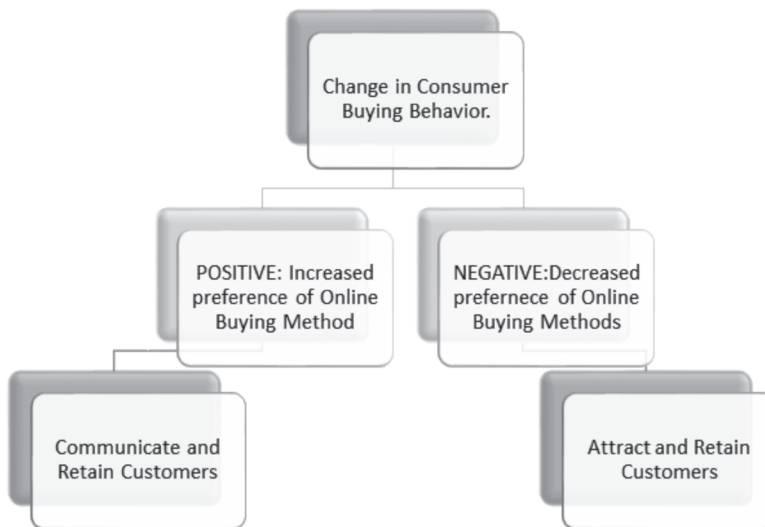 Change in Consumer
Buying Behavior.
POSITIVE: Increased
preference of Online
Buying Method
NEGATIVE:Decreased
prefernece of Online
Buying Methods
Communicate and
Retain Customers
Attract and Retain
Customers